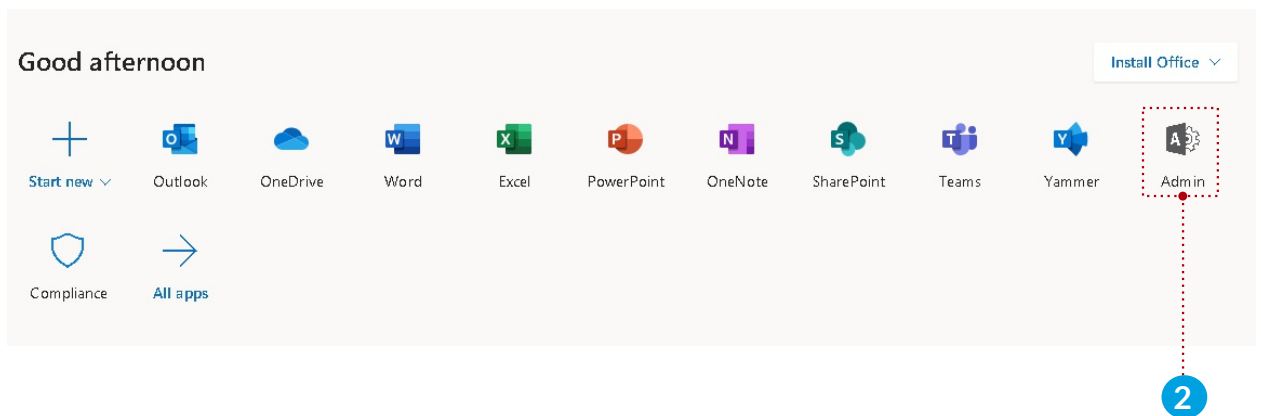 Good afternoon
Install Office
Start new Outlook OneDrive Word Excel PowerPoint OneNote SharePoint Teams Yammer Admin
Compliance All apps
2